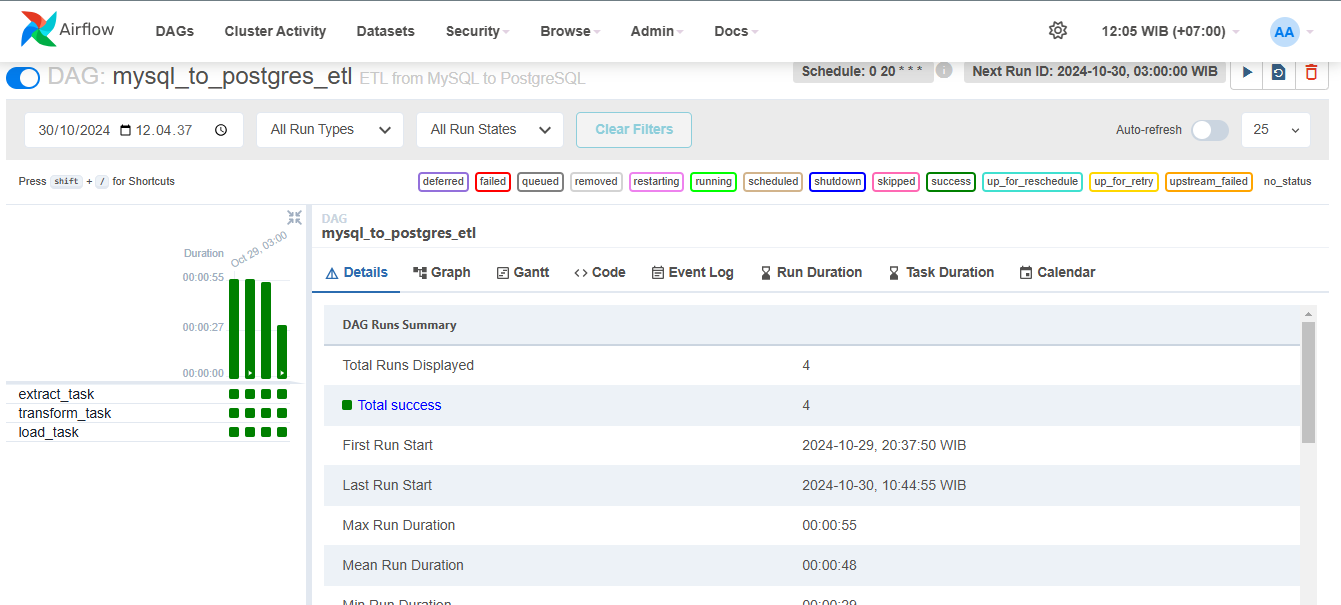 Airflow DAGs Cluster Activity Datasets Security Browse Admin Docs 12:05 WIB (+07:00) AA
DAG: mysql_to_postgres_etl ETL from MySQL to PostgreSQL Schedule: 0 20 * * * i Next Run ID: 2024-10-30, 03:00:00 WIB
30/10/2024 12.04.37 All Run Types All Run States Clear Filters Auto-refresh 25
Press shift + / for Shortcuts deferred failed queued removed restarting running scheduled shutdown skipped success up_for_reschedule up_for_retry upstream_failed no_status
Duration Oct 29, 03:00
00:00:55
00:00:27
00:00:00
extract_task
transform_task
load_task
DAG
mysql_to_postgres_etl
Details Graph Gantt Code Event Log Run Duration Task Duration Calendar
DAG Runs Summary
Total Runs Displayed 4
Total success 4
First Run Start 2024-10-29, 20:37:50 WIB
Last Run Start 2024-10-30, 10:44:55 WIB
Max Run Duration 00:00:55
Mean Run Duration 00:00:48
Min Run Duration 00:00:29